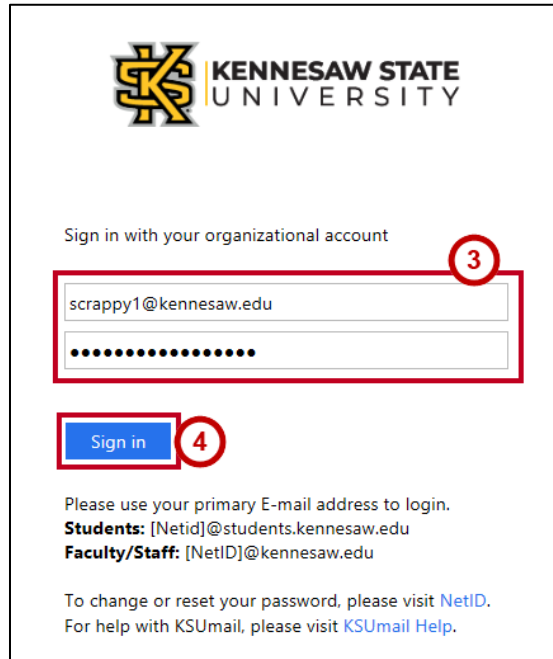 KS
KENNESAW STATE
UNIVERSITY
Sign in with your organizational account
3
scrappy1@kennesaw.edu
●●●●●●●●●●●●●●●●●
Sign in
4
Please use your primary E-mail address to login.
Students: [Netid]@students.kennesaw.edu
Faculty/Staff: [NetID]@kennesaw.edu
To change or reset your password, please visit NetID.
For help with KSUmail, please visit KSUmail Help.